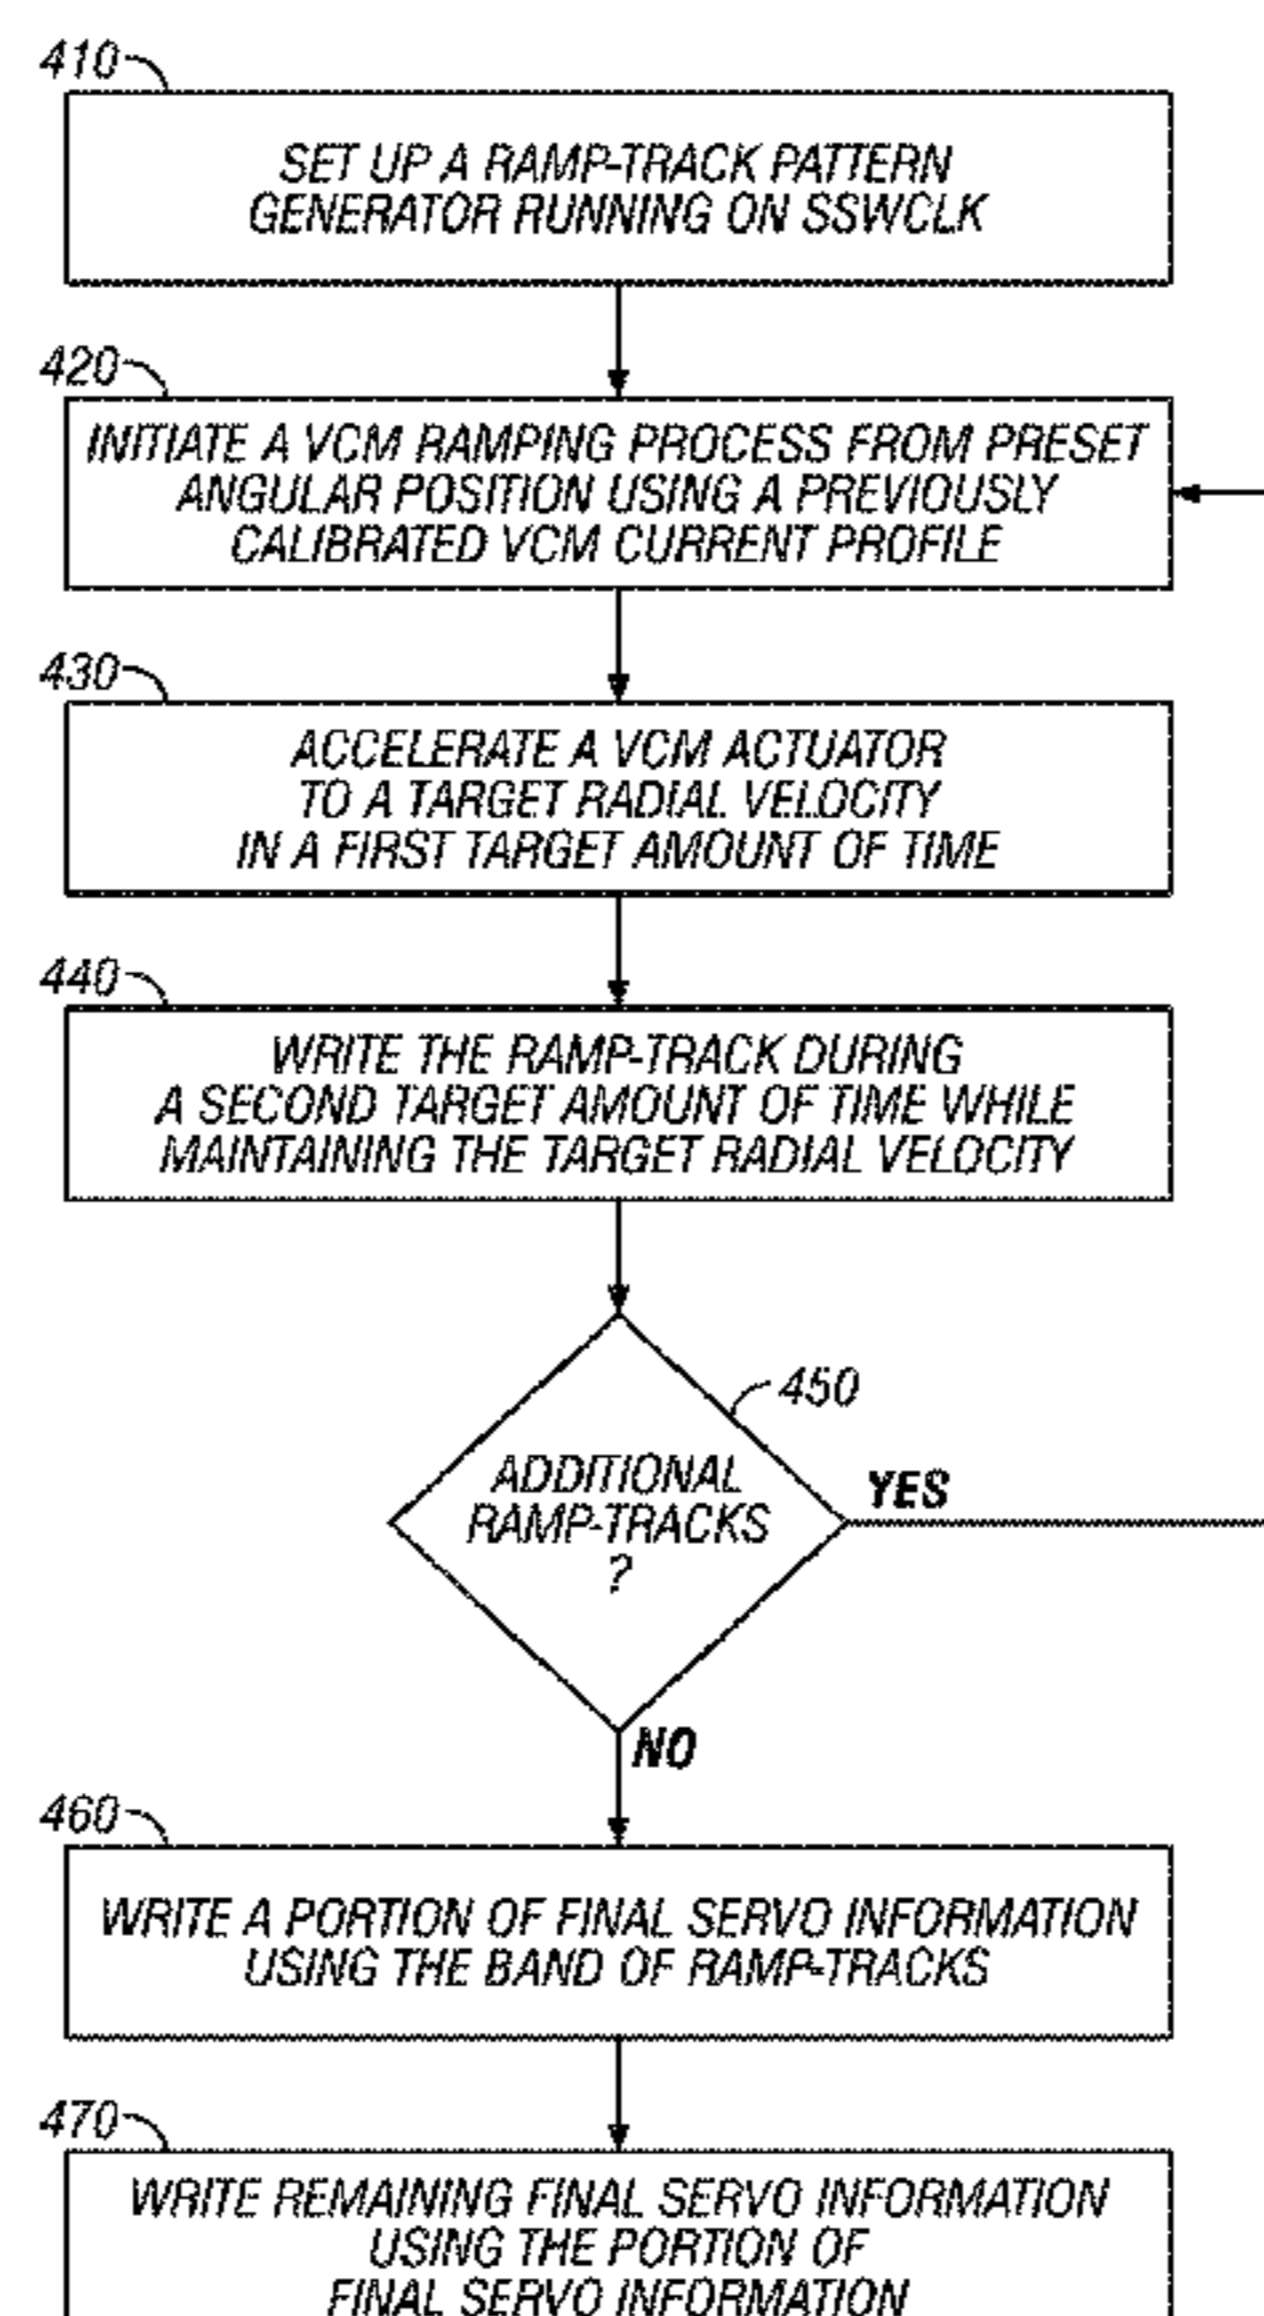 410
SET UP A RAMP-TRACK PATTERN
GENERATOR RUNNING ON SSWCLK
420
INITIATE A VCM RAMPING PROCESS FROM PRESET
ANGULAR POSITION USING A PREVIOUSLY
CALIBRATED VCM CURRENT PROFILE
430
ACCELERATE A VCM ACTUATOR
TO A TARGET RADIAL VELOCITY
IN A FIRST TARGET AMOUNT OF TIME
440
WRITE THE RAMP-TRACK DURING
A SECOND TARGET AMOUNT OF TIME WHILE
MAINTAINING THE TARGET RADIAL VELOCITY
450
ADDITIONAL
RAMP-TRACKS
?
YES
NO
460
WRITE A PORTION OF FINAL SERVO INFORMATION
USING THE BAND OF RAMP-TRACKS
470
WRITE REMAINING FINAL SERVO INFORMATION
USING THE PORTION OF
FINAL SERVO INFORMATION